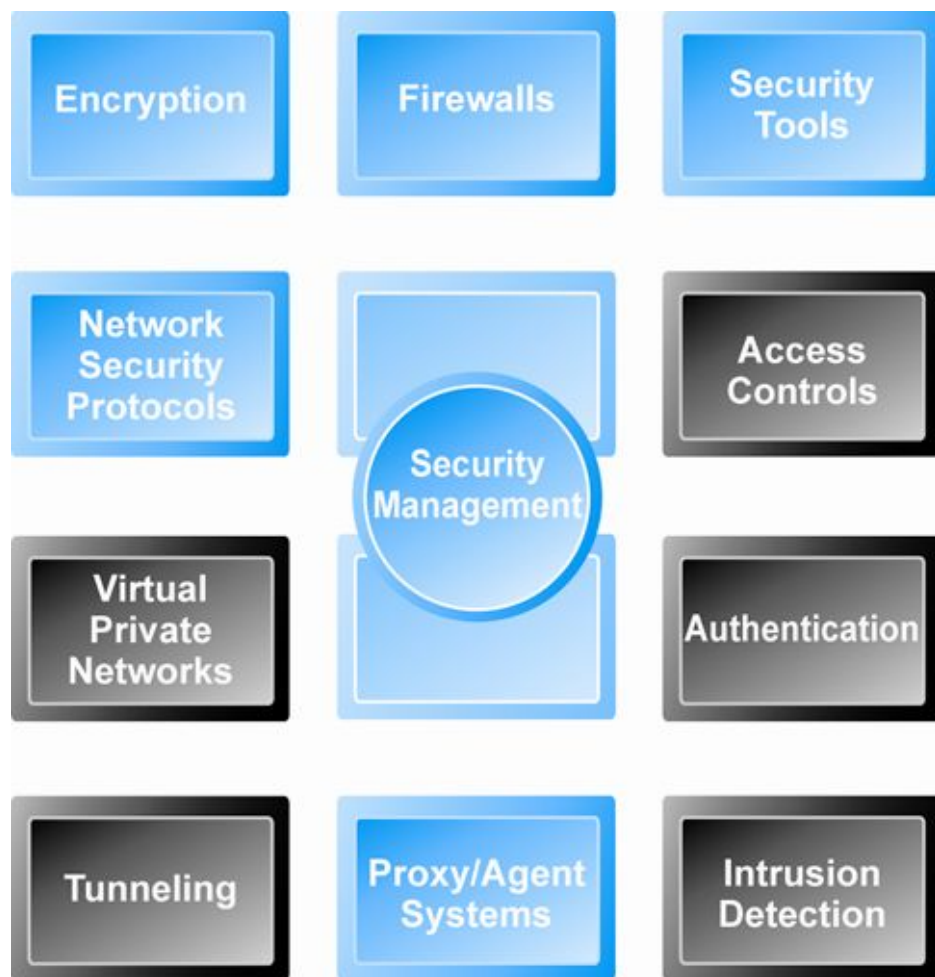 Encryption
Firewalls
Security
Tools
Network
Security
Protocols
Access
Controls
Security
Management
Virtual
Private
Networks
Authentication
Tunneling
Proxy/Agent
Systems
Intrusion
Detection